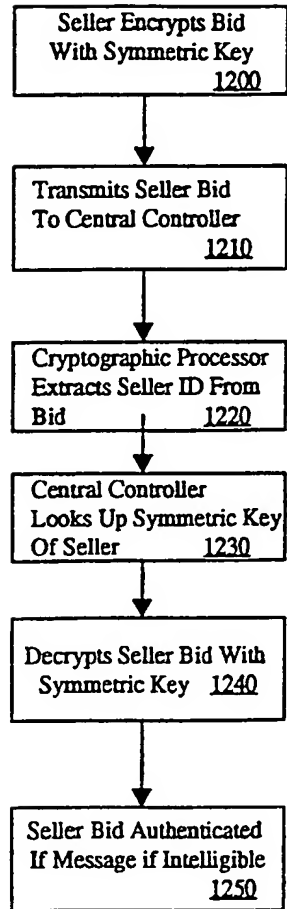 Seller Encrypts Bid
With Symmetric Key
1200
Transmits Seller Bid
To Central Controller
1210
Cryptographic Processor
Extracts Seller ID From
Bid 1220
Central Controller
Looks Up Symmetric Key
Of Seller 1230
Decrypts Seller Bid With
Symmetric Key 1240
Seller Bid Authenticated
If Message if Intelligible
1250